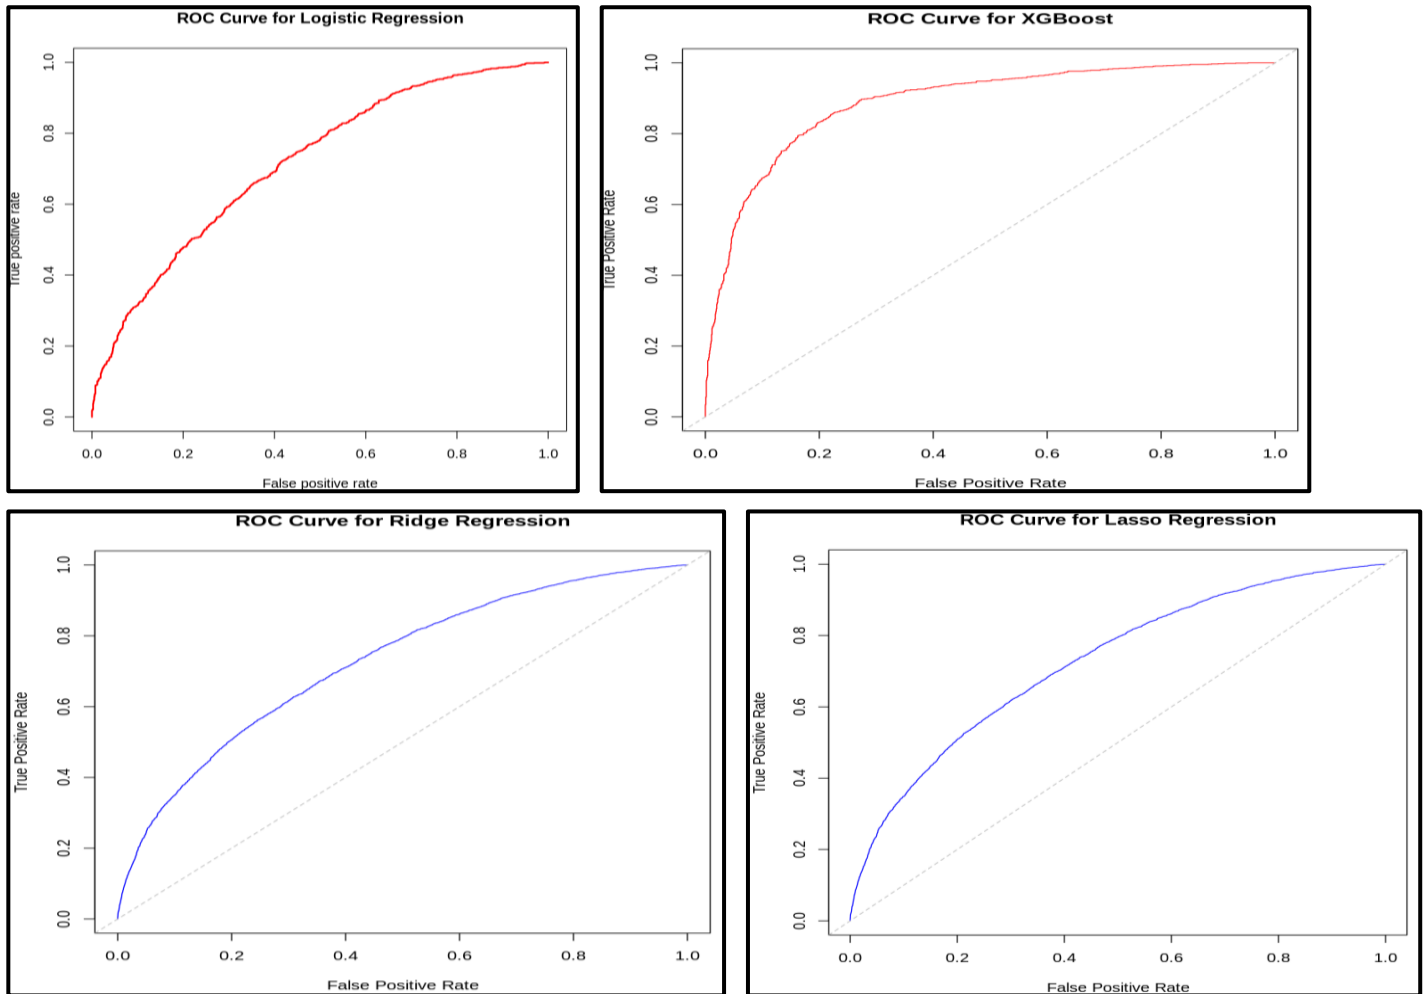 ROC Curve for Logistic Regression
True positive rate
1.0
0.8
0.6
0.4
0.2
0.0
0.0 0.2 0.4 0.6 0.8 1.0
False positive rate
ROC Curve for XGBoost
True Positive Rate
1.0
0.8
0.6
0.4
0.2
0.0
0.0 0.2 0.4 0.6 0.8 1.0
False Positive Rate
ROC Curve for Ridge Regression
True Positive Rate
1.0
0.8
0.6
0.4
0.2
0.0
0.0 0.2 0.4 0.6 0.8 1.0
False Positive Rate
ROC Curve for Lasso Regression
True Positive Rate
1.0
0.8
0.6
0.4
0.2
0.0
0.0 0.2 0.4 0.6 0.8 1.0
False Positive Rate